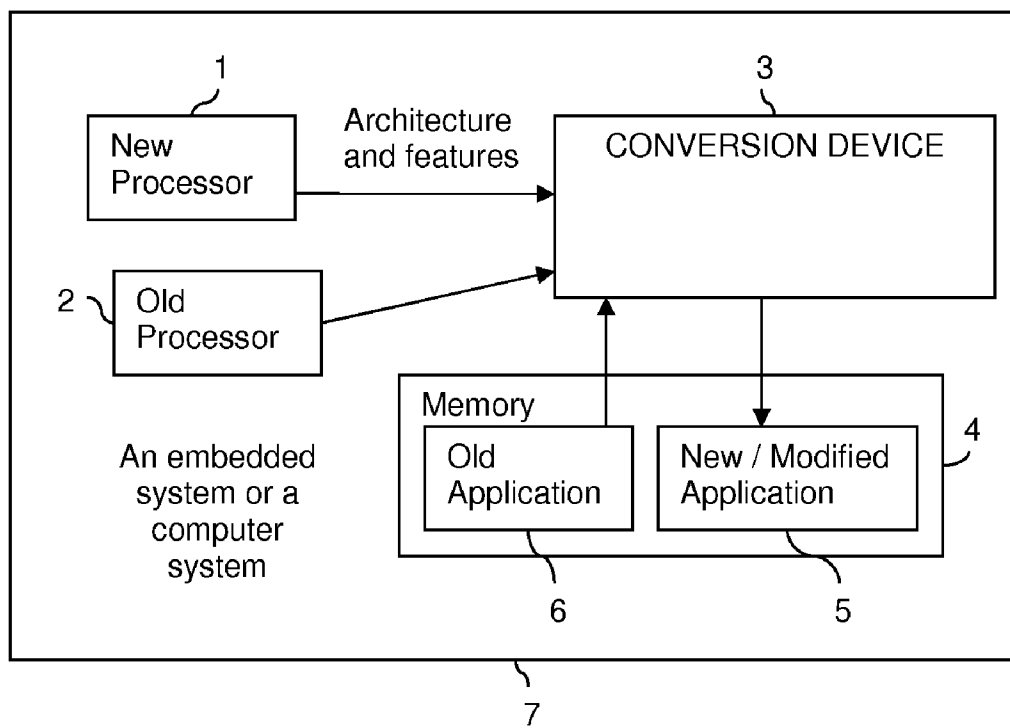 1
3
New
Processor
Architecture
and features
CONVERSION DEVICE
2
Old
Processor
Memory
4
Old
Application
New / Modified
Application
An embedded
system or a
computer
system
6
5
7